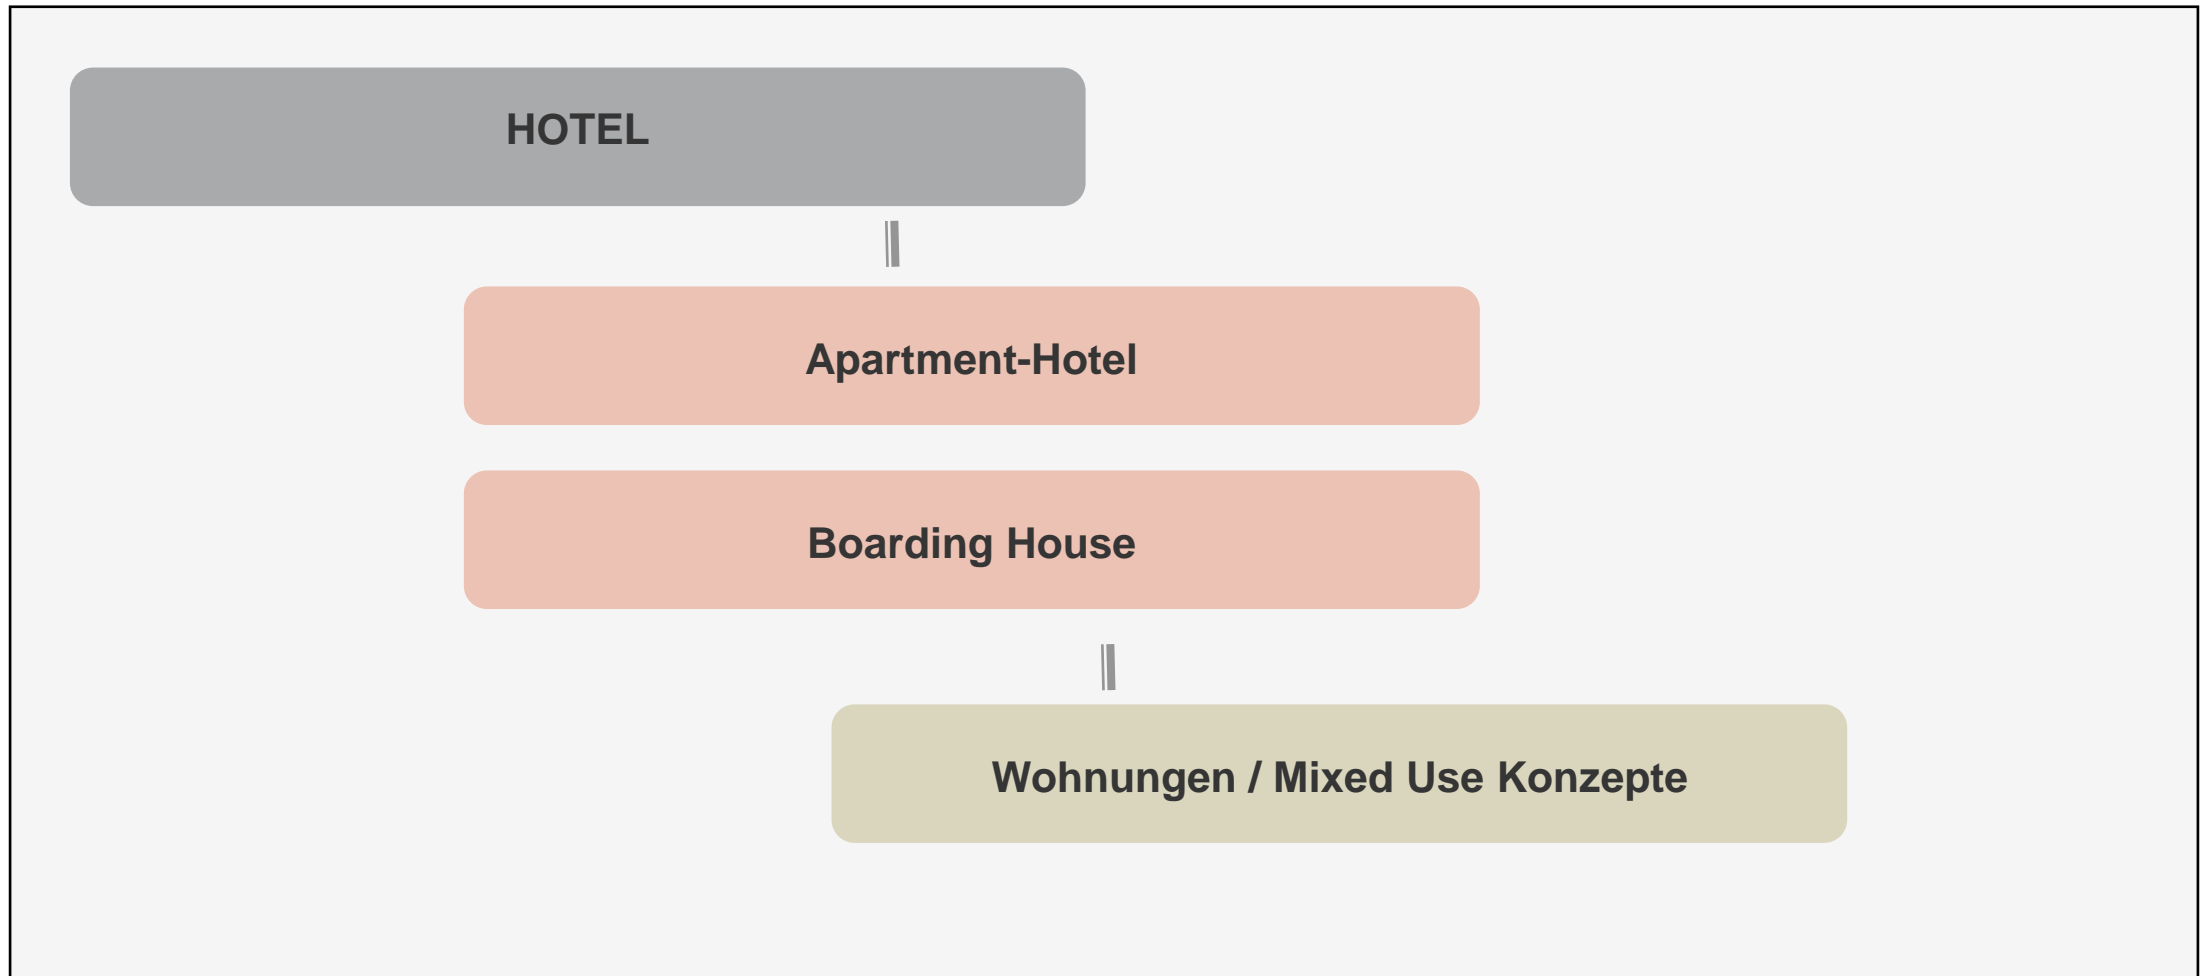 HOTEL
Apartment-Hotel
Boarding House
Wohnungen / Mixed Use Konzepte